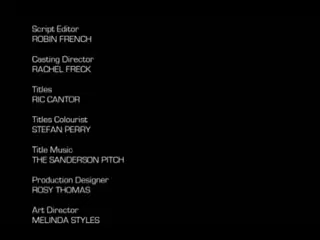 Script Editor
ROBIN FRENCH
Casting Director
RACHEL FRECK
Titles
RIC CANTOR
Titles Colourist
STEFAN PERRY
Title Music
THE SANDERSON PITCH
Production Designer
ROSY THOMAS
Art Director
MELINDA STYLES